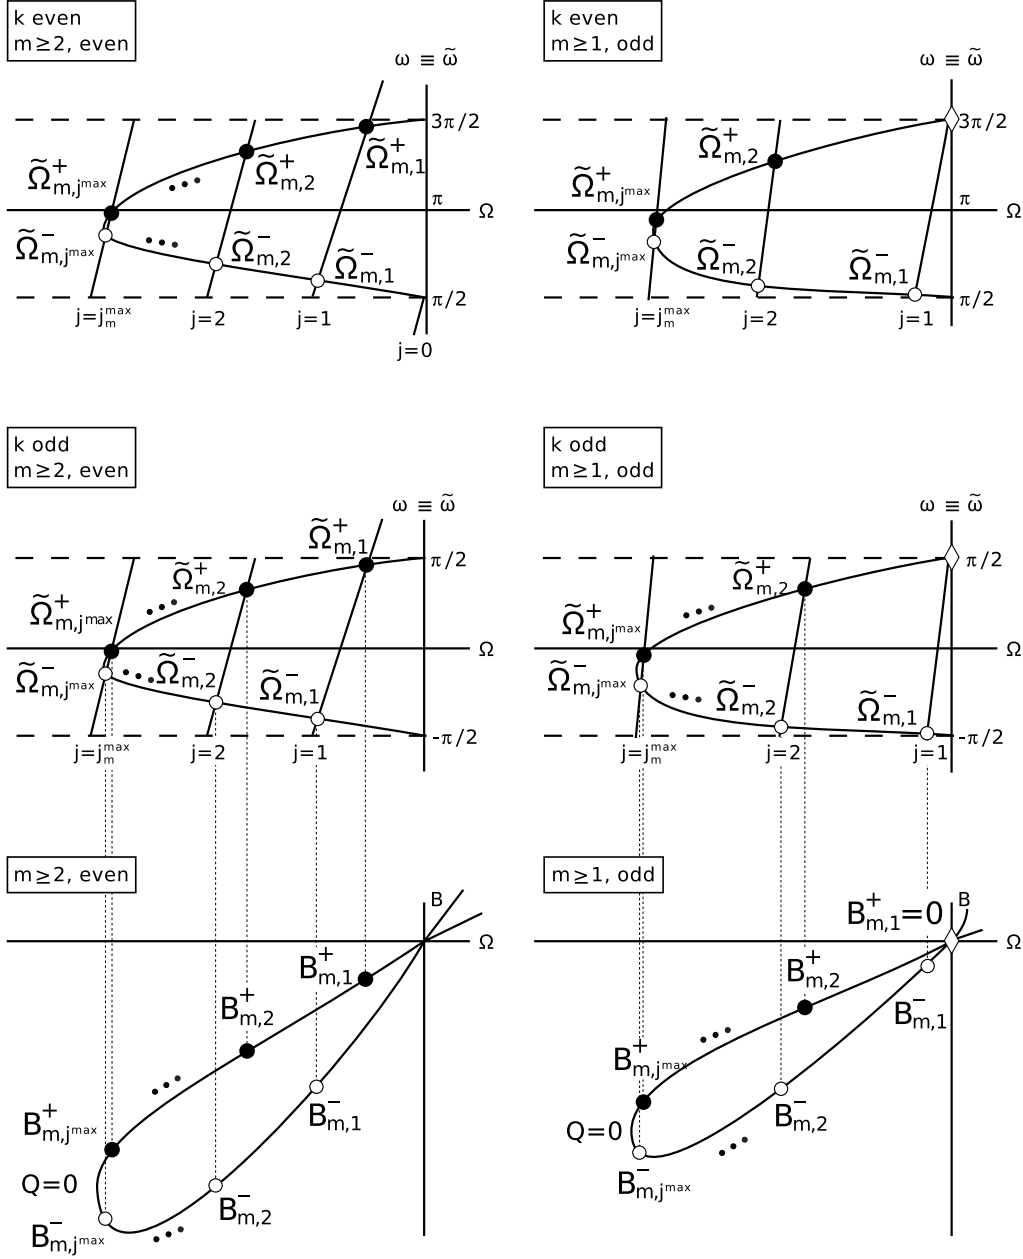 k even
m≥2, even
ω ≡ ω̃
3π/2
Ω̃⁺m,1
Ω̃⁺m,2
Ω̃⁺m,jmax
π
Ω
Ω̃⁻m,jmax
Ω̃⁻m,2
Ω̃⁻m,1
π/2
j=jₘmax
j=2
j=1
j=0
k even
m≥1, odd
ω ≡ ω̃
3π/2
Ω̃⁺m,2
Ω̃⁺m,jmax
π
Ω
Ω̃⁻m,jmax
Ω̃⁻m,2
Ω̃⁻m,1
π/2
j=jₘmax
j=2
j=1
k odd
m≥2, even
ω ≡ ω̃
Ω̃⁺m,1
π/2
Ω̃⁺m,2
Ω̃⁺m,jmax
Ω
Ω̃⁻m,jmax
Ω̃⁻m,2
Ω̃⁻m,1
-π/2
j=jₘmax
j=2
j=1
k odd
m≥1, odd
ω ≡ ω̃
π/2
Ω̃⁺m,2
Ω̃⁺m,jmax
Ω
Ω̃⁻m,jmax
Ω̃⁻m,2
Ω̃⁻m,1
-π/2
j=jₘmax
j=2
j=1
m≥2, even
B
Ω
B⁺m,1
B⁺m,2
B⁻m,1
B⁺m,jmax
Q=0
B⁻m,2
B⁻m,jmax
m≥1, odd
B
B⁺m,1=0
Ω
B⁺m,2
B⁻m,1
B⁺m,jmax
B⁻m,2
Q=0
B⁻m,jmax